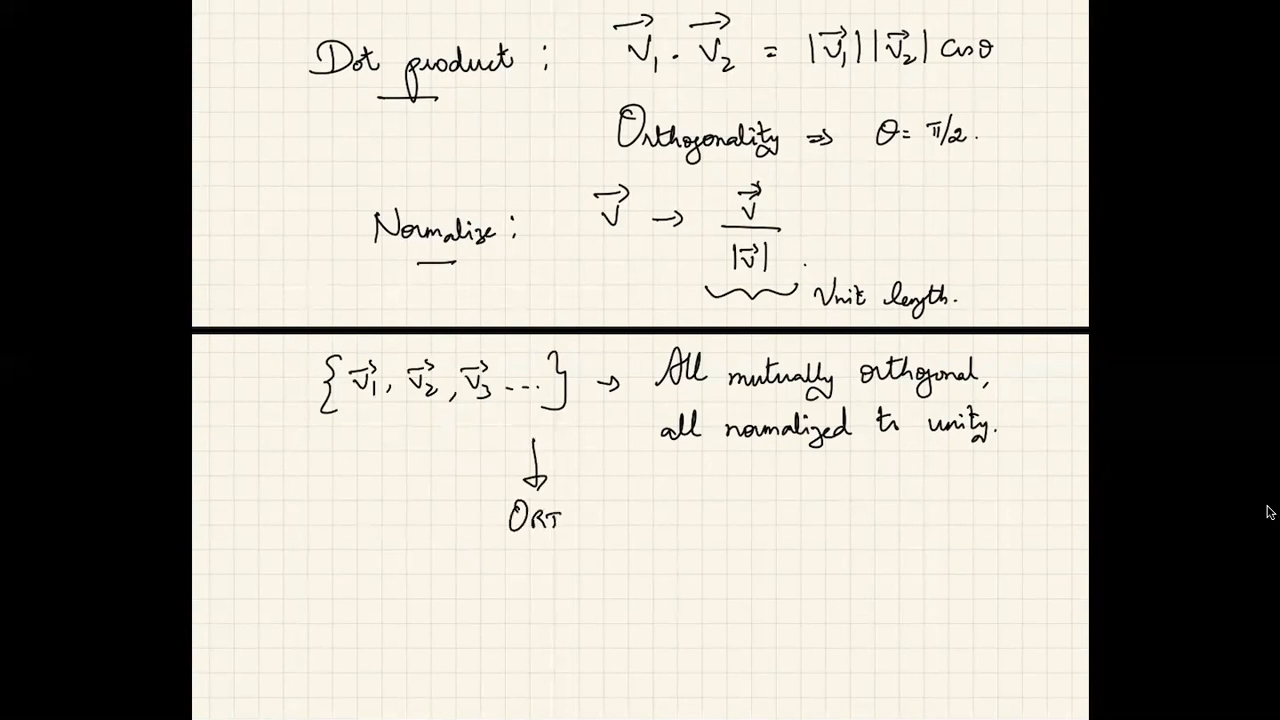 Dot product : V₁ · V₂ = |v₁| |v₂| cosθ
Orthogonality ⇒ θ = π/2.
Normalize : V → v / |v|
Unit length.
{v₁, v₂, v₃ ...} → All mutually orthogonal,
all normalized to unity.
↓
ORT